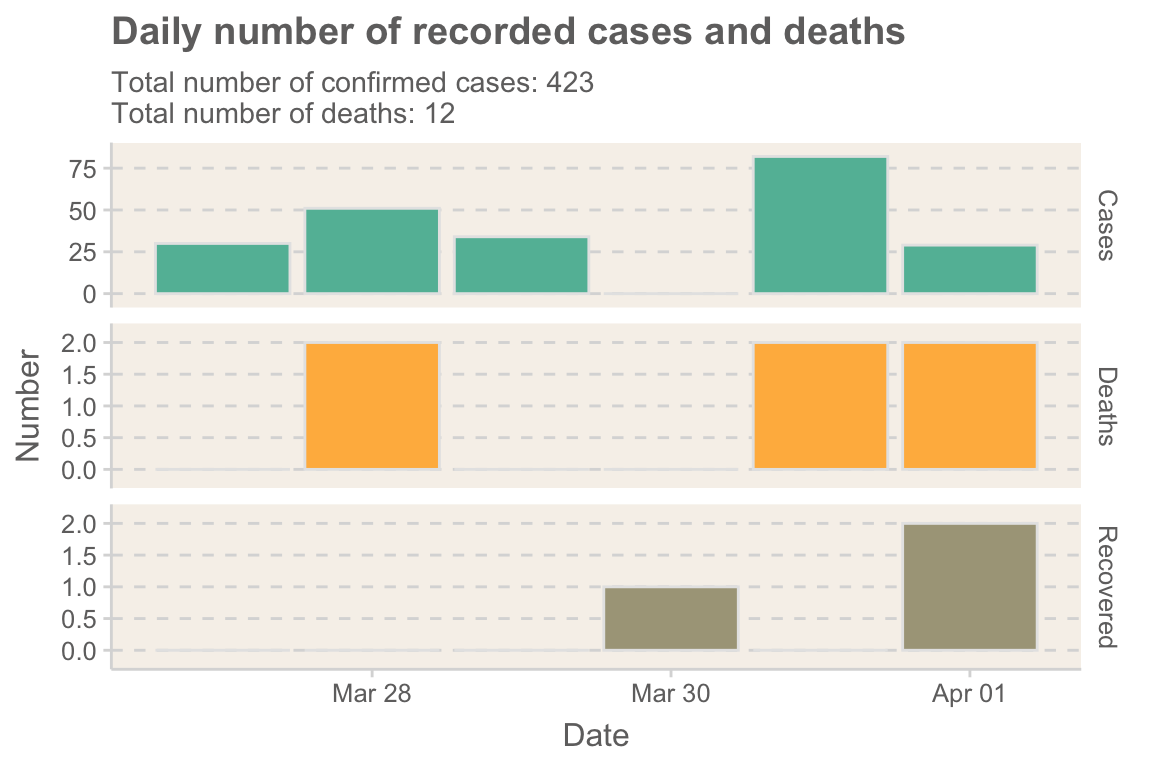 Daily number of recorded cases and deaths
Total number of confirmed cases: 423
Total number of deaths: 12
75
50
25
0
Cases
Number
2.0
1.5
1.0
0.5
0.0
Deaths
2.0
1.5
1.0
0.5
0.0
Recovered
Mar 28
Mar 30
Apr 01
Date